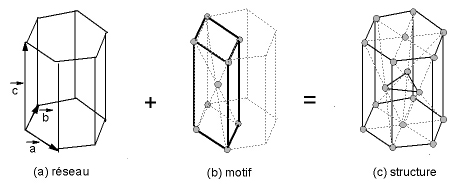 c
b
a
+
=
(a) réseau
(b) motif
(c) structure